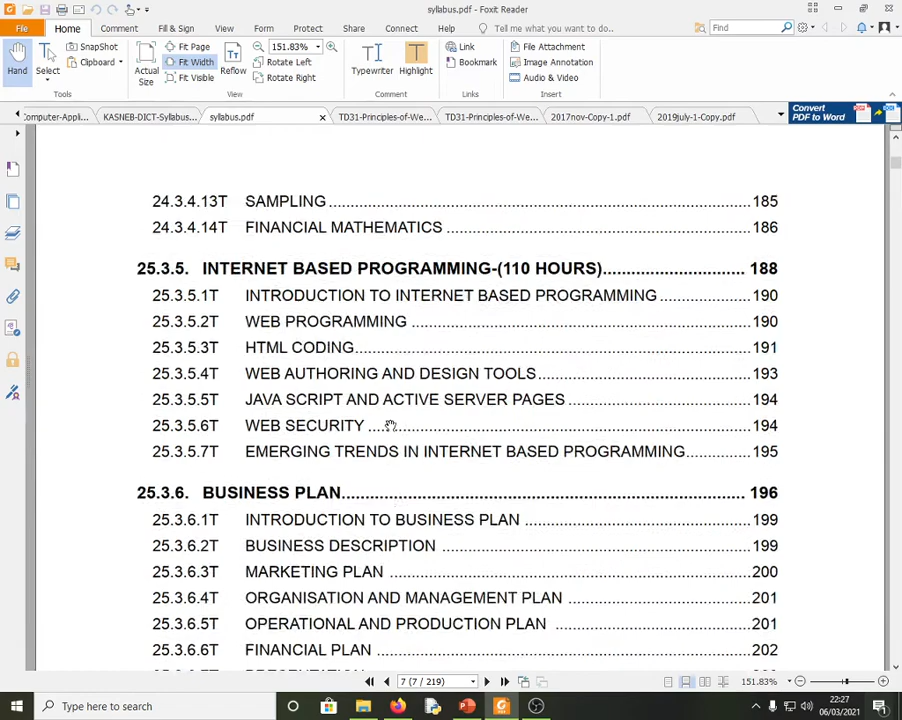 syllabus.pdf - Foxit Reader
File Home Comment Fill & Sign View Form Protect Share Connect Help Tell me what you want to do... Find
Hand
Select
SnapShot
Clipboard
Tools
Actual Size
Fit Page
Fit Width
Fit Visible
Reflow
151.83%
Rotate Left
Rotate Right
View
Typewriter
Highlight
Comment
Link
Bookmark
Links
File Attachment
Image Annotation
Audio & Video
Insert
Computer-Appli... KASNEB-DICT-Syllabus... syllabus.pdf TD31-Principles-of-We... TD31-Principles-of-We... 2017nov-Copy-1.pdf 2019july-1-Copy.pdf
Convert PDF to Word
24.3.4.13T SAMPLING 185
24.3.4.14T FINANCIAL MATHEMATICS 186
25.3.5. INTERNET BASED PROGRAMMING-(110 HOURS) 188
25.3.5.1T INTRODUCTION TO INTERNET BASED PROGRAMMING 190
25.3.5.2T WEB PROGRAMMING 190
25.3.5.3T HTML CODING 191
25.3.5.4T WEB AUTHORING AND DESIGN TOOLS 193
25.3.5.5T JAVA SCRIPT AND ACTIVE SERVER PAGES 194
25.3.5.6T WEB SECURITY 194
25.3.5.7T EMERGING TRENDS IN INTERNET BASED PROGRAMMING 195
25.3.6. BUSINESS PLAN 196
25.3.6.1T INTRODUCTION TO BUSINESS PLAN 199
25.3.6.2T BUSINESS DESCRIPTION 199
25.3.6.3T MARKETING PLAN 200
25.3.6.4T ORGANISATION AND MANAGEMENT PLAN 201
25.3.6.5T OPERATIONAL AND PRODUCTION PLAN 201
25.3.6.6T FINANCIAL PLAN 202
7 (7 / 219) 151.83%
Type here to search
22:27
06/03/2021